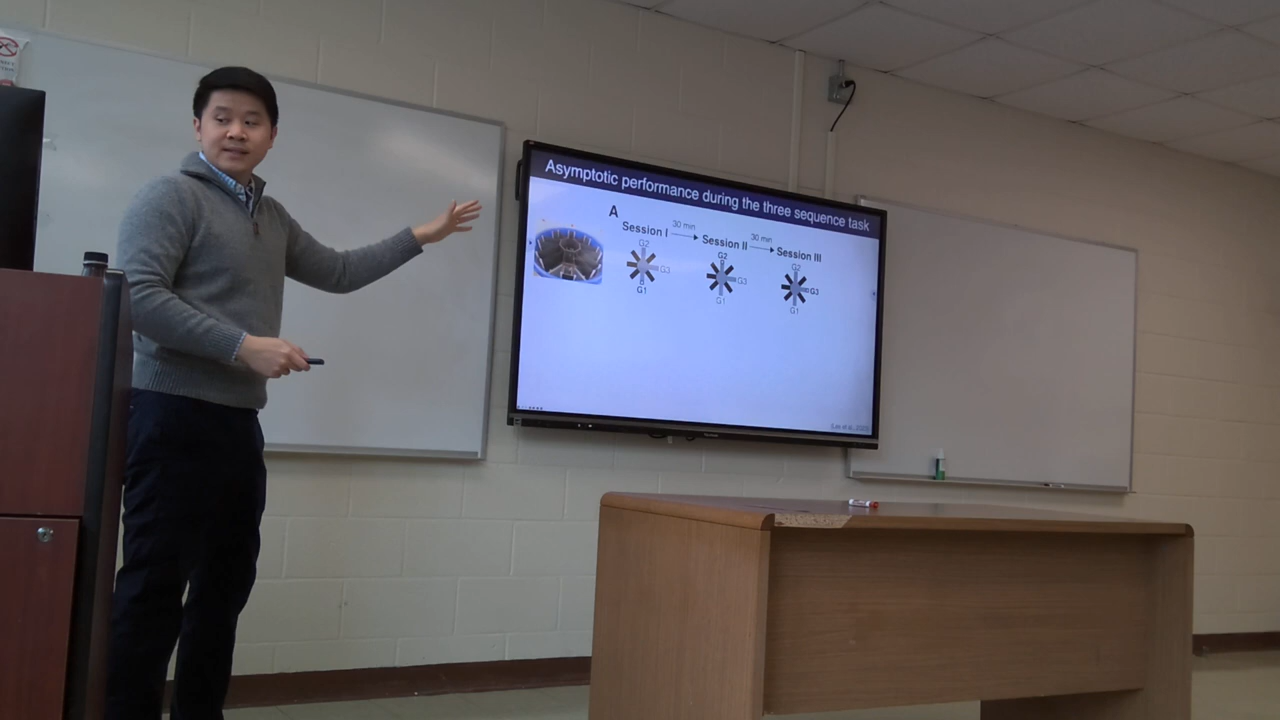 Asymptotic performance during the three sequence task
A
30 min
30 min
Session I
Session II
Session III
G2
G3
G1
G2
G3
G1
G2
G3
G1